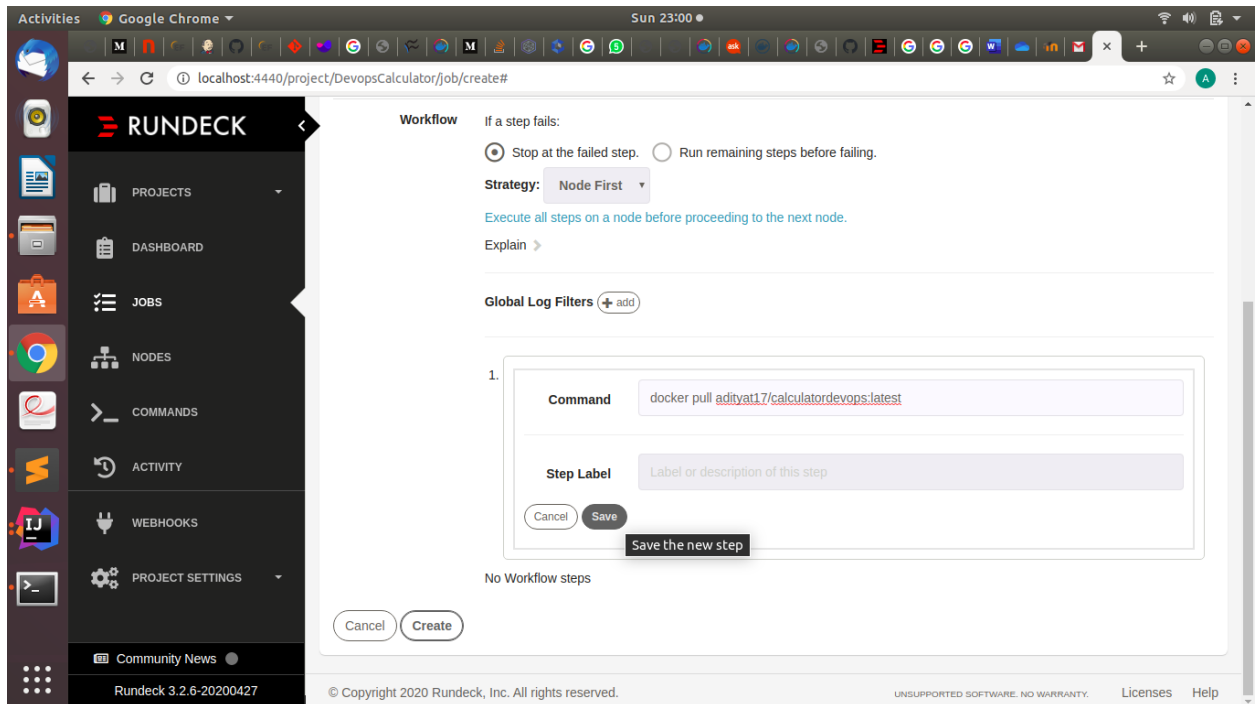 Activities Google Chrome Sun 23:00
localhost:4440/project/DevopsCalculator/job/create#
A
RUNDECK
PROJECTS
DASHBOARD
JOBS
NODES
COMMANDS
ACTIVITY
WEBHOOKS
PROJECT SETTINGS
Community News
Rundeck 3.2.6-20200427
Workflow If a step fails:
Stop at the failed step. Run remaining steps before failing.
Strategy: Node First
Execute all steps on a node before proceeding to the next node.
Explain
Global Log Filters + add
1.
Command docker pull adityat17/calculatordevops:latest
Step Label Label or description of this step
Cancel Save
Save the new step
No Workflow steps
Cancel Create
© Copyright 2020 Rundeck, Inc. All rights reserved. UNSUPPORTED SOFTWARE. NO WARRANTY. Licenses Help